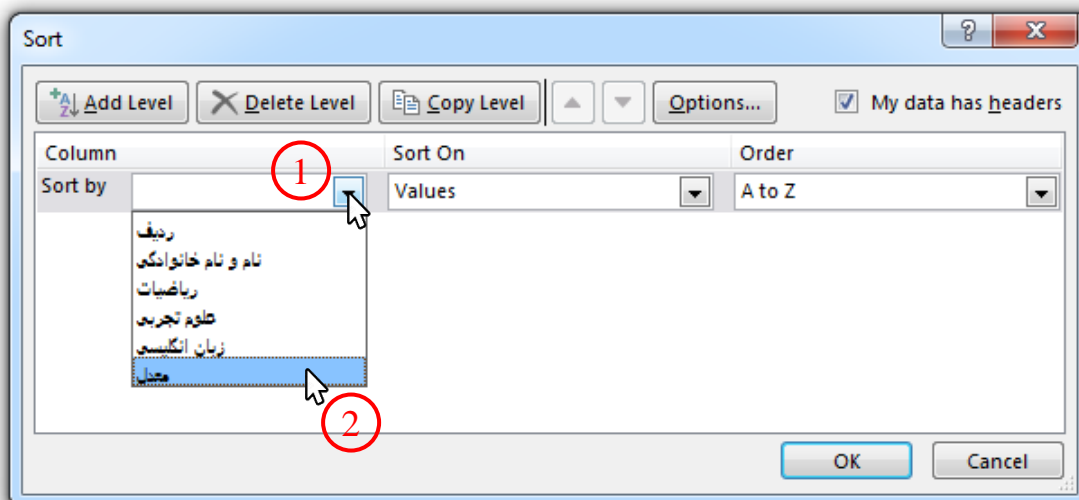 Sort
Add Level Delete Level Copy Level Options... My data has headers
Column Sort On Order
1
Sort by Values A to Z
ردیف
نام و نام خانوادگی
ریاضیات
علوم تجربی
زبان انگلیسی
معدل
2
OK Cancel